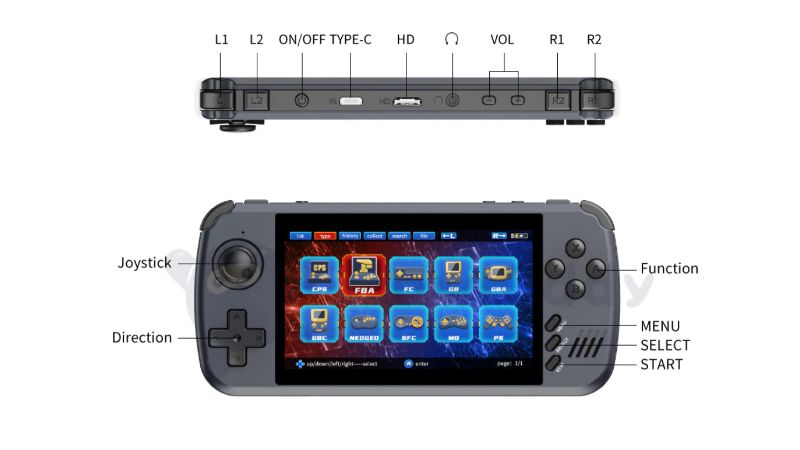 L1 L2 ON/OFF TYPE-C HD VOL R1 R2
L L2 IN HD R2 R1
list type history collect search file ←L R→
Joystick
X
Y A
B
Function
CPS FBA FC GB GBA
Direction
MENU
SELECT
START
GBC NEOGEO SFC MD PS
up/down/left/right----select enter page: 1/1